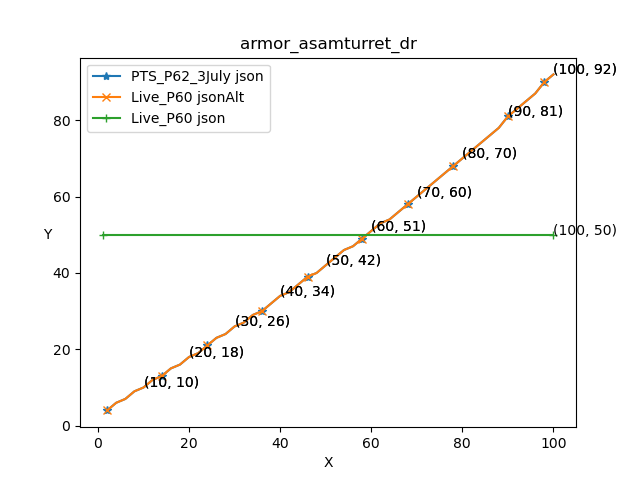 armor_asamturret_dr
PTS_P62_3July json
Live_P60 jsonAlt
Live_P60 json
(100, 92)
(90, 81)
(80, 70)
(70, 60)
(60, 51)
(100, 50)
(50, 42)
(40, 34)
(30, 26)
(20, 18)
(10, 10)
Y
80
60
40
20
0
0 20 40 60 80 100
X